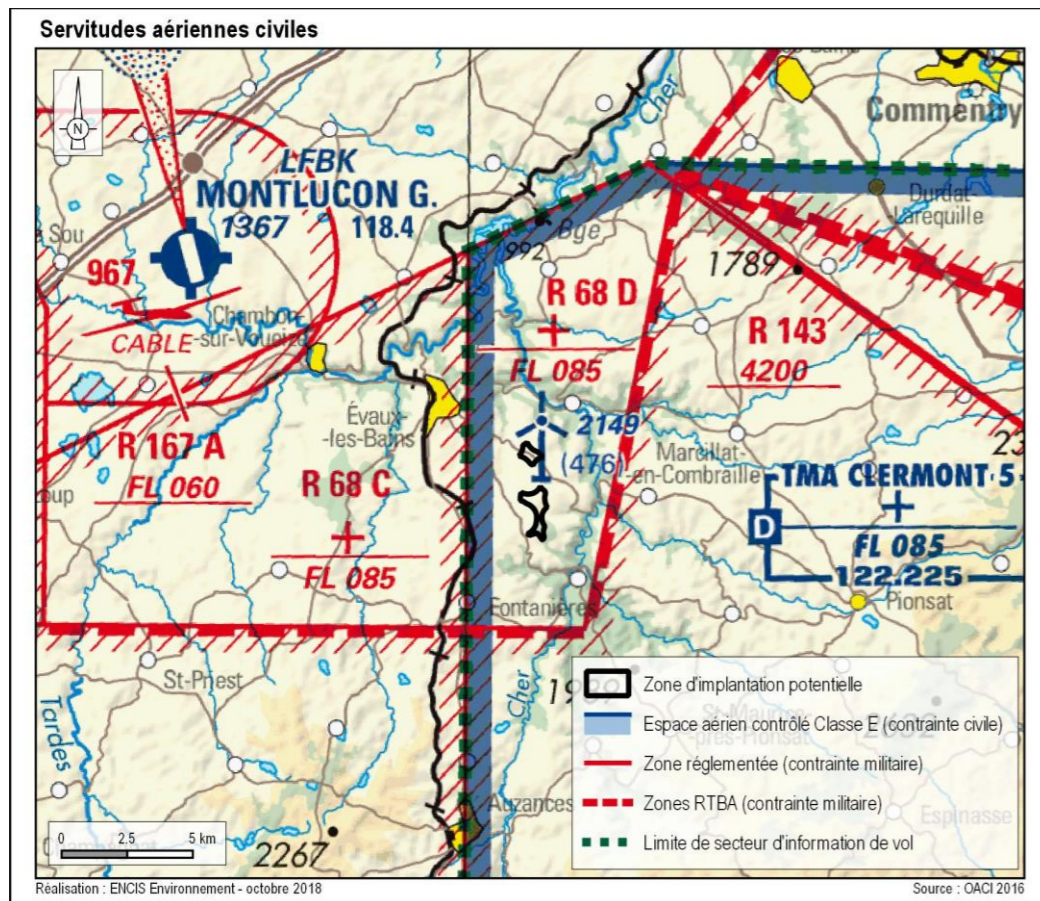 Servitudes aériennes civiles
N
LFBK
MONTLUCON G.
1367
118.4
967
CABLE
Chambon-
-sur-Voueize
Cher
Commentry
Durdat
-Larequille
992
Bge
R 68 D
FL 085
1789
R 143
4200
Évaux-
-les-Bains
2149
(476)
Marcillat-
-en-Combraille
R 167 A
FL 060
R 68 C
FL 085
TMA CLERMONT 5
D
FL 085
122.225
Pionsat
Fontanières
St-Priest
Tardes
Cher
Auzances
2267
Zone d'implantation potentielle
Espace aérien contrôlé Classe E (contrainte civile)
Zone réglementée (contrainte militaire)
Zones RTBA (contrainte militaire)
Limite de secteur d'information de vol
Espinasse
0 2.5 5 km
Réalisation : ENCIS Environnement - octobre 2018
Source : OACI 2016